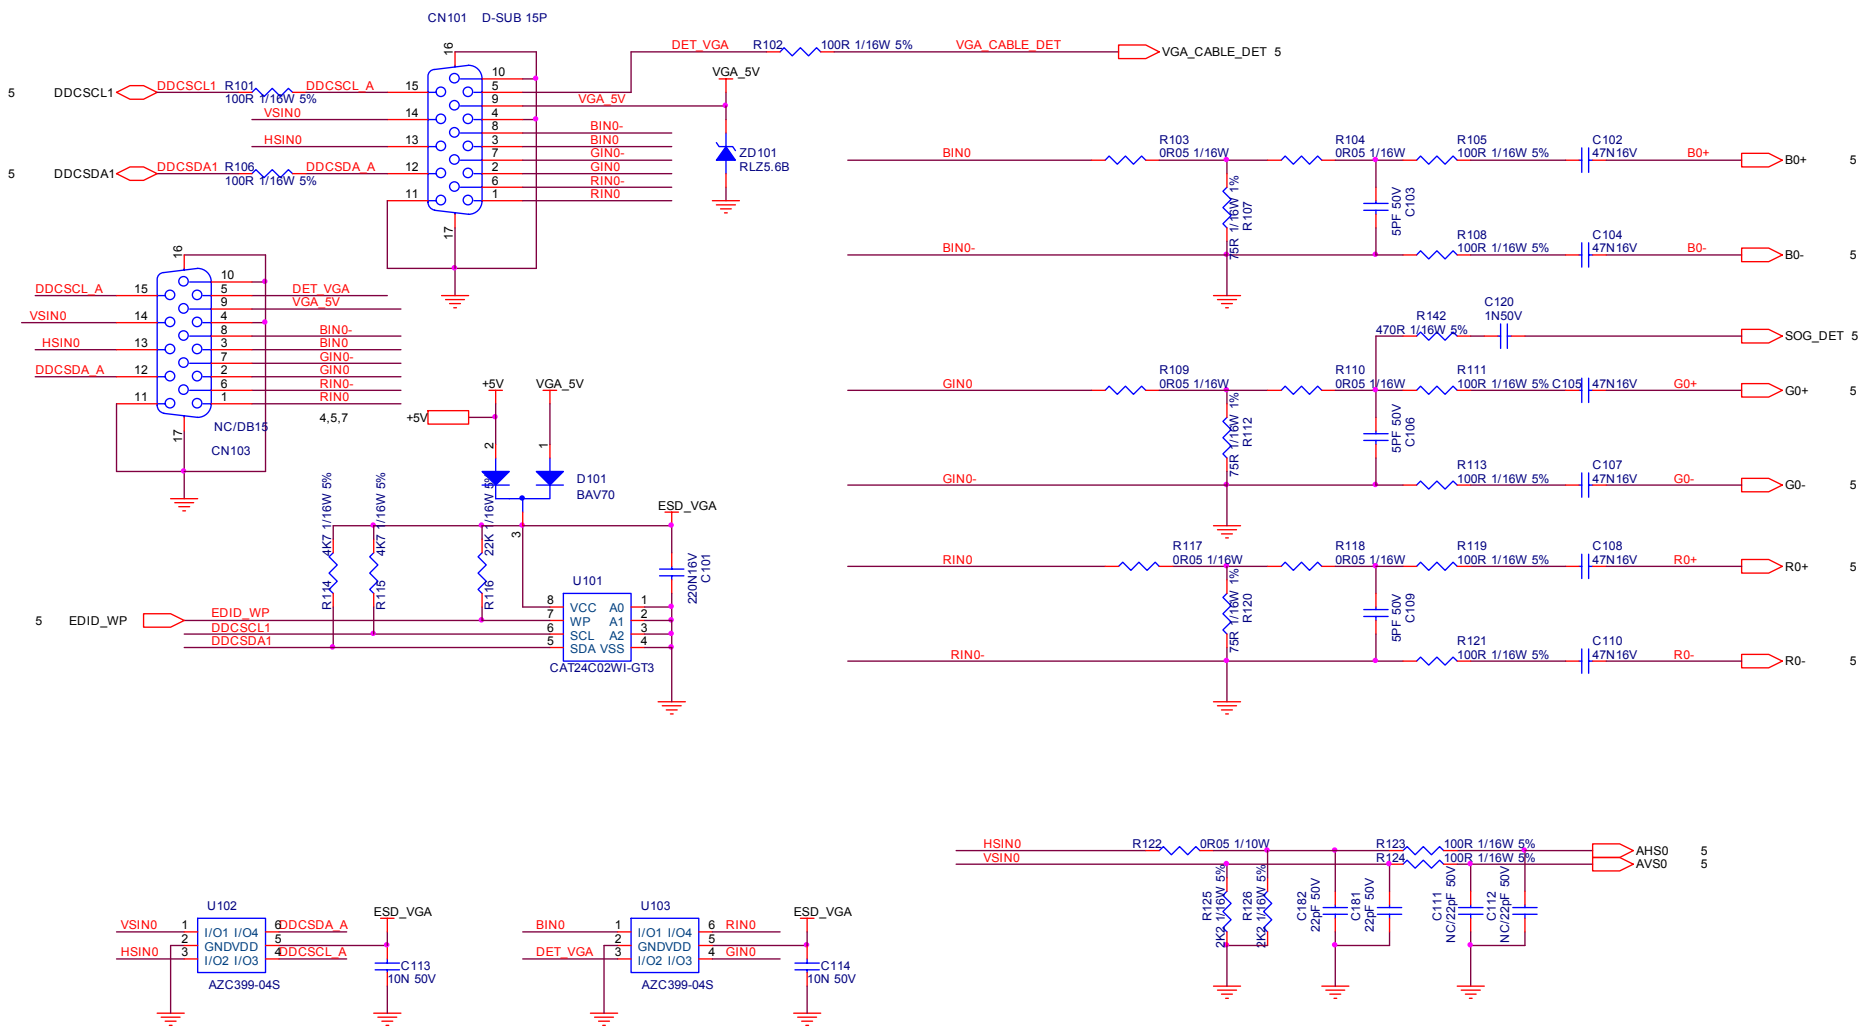 CN101 D-SUB 15P
16
DET_VGA R102 100R 1/16W 5% VGA_CABLE_DET VGA_CABLE_DET 5
VGA_5V
5 DDCSCL1 DDCSCL1 R101 DDCSCL_A 15 10
100R 1/16W 5% 5
9 VGA_5V
VSIN0 14 4
8 BIN0-
HSIN0 13 3 BIN0
7 GIN0-
5 DDCSDA1 DDCSDA1 R106 DDCSDA_A 12 2 GIN0
100R 1/16W 5% 6 RIN0-
11 1 RIN0
17
ZD101
RLZ5.6B
BIN0 R103 R104 R105 C102 B0+ B0+ 5
0R05 1/16W 0R05 1/16W 100R 1/16W 5% 47N16V
75R 1/16W 1%
R107
5PF 50V
C103
BIN0- R108 C104 B0- B0- 5
100R 1/16W 5% 47N16V
16
DDCSCL_A 15 10
5 DET_VGA
9 VGA_5V
VSIN0 14 4
8 BIN0-
HSIN0 13 3 BIN0
7 GIN0-
DDCSDA_A 12 2 GIN0
6 RIN0-
11 1 RIN0
17
NC/DB15
CN103
4,5,7 +5V
+5V VGA_5V
2 1
D101
BAV70
3
R142 C120
470R 1/16W 5% 1N50V
SOG_DET 5
GIN0 R109 R110 R111 C105 G0+ G0+ 5
0R05 1/16W 0R05 1/16W 100R 1/16W 5% 47N16V
75R 1/16W 1%
R112
5PF 50V
C106
GIN0- R113 C107 G0- G0- 5
100R 1/16W 5% 47N16V
ESD_VGA
R114 4K7 1/16W 5%
R115 4K7 1/16W 5%
R116 22K 1/16W 5%
220N16V
C101
U101
8 VCC A0 1
7 WP A1 2
6 SCL A2 3
5 SDA VSS 4
CAT24C02WI-GT3
5 EDID_WP EDID_WP
DDCSCL1
DDCSDA1
RIN0 R117 R118 R119 C108 R0+ R0+ 5
0R05 1/16W 0R05 1/16W 100R 1/16W 5% 47N16V
75R 1/16W 1%
R120
5PF 50V
C109
RIN0- R121 C110 R0- R0- 5
100R 1/16W 5% 47N16V
HSIN0 R122 0R05 1/10W R123 100R 1/16W 5% AHS0 5
VSIN0 R124 100R 1/16W 5% AVS0 5
R125
2K2 1/16W 5%
R126
2K2 1/16W 5%
C182
22pF 50V
C181
22pF 50V
C111
NC/22pF 50V
C112
NC/22pF 50V
U102 ESD_VGA
VSIN0 1 I/O1 I/O4 6 DDCSDA_A
2 GND VDD 5
HSIN0 3 I/O2 I/O3 4 DDCSCL_A
AZC399-04S
C113
10N 50V
U103 ESD_VGA
BIN0 1 I/O1 I/O4 6 RIN0
2 GND VDD 5
DET_VGA 3 I/O2 I/O3 4 GIN0
AZC399-04S
C114
10N 50V